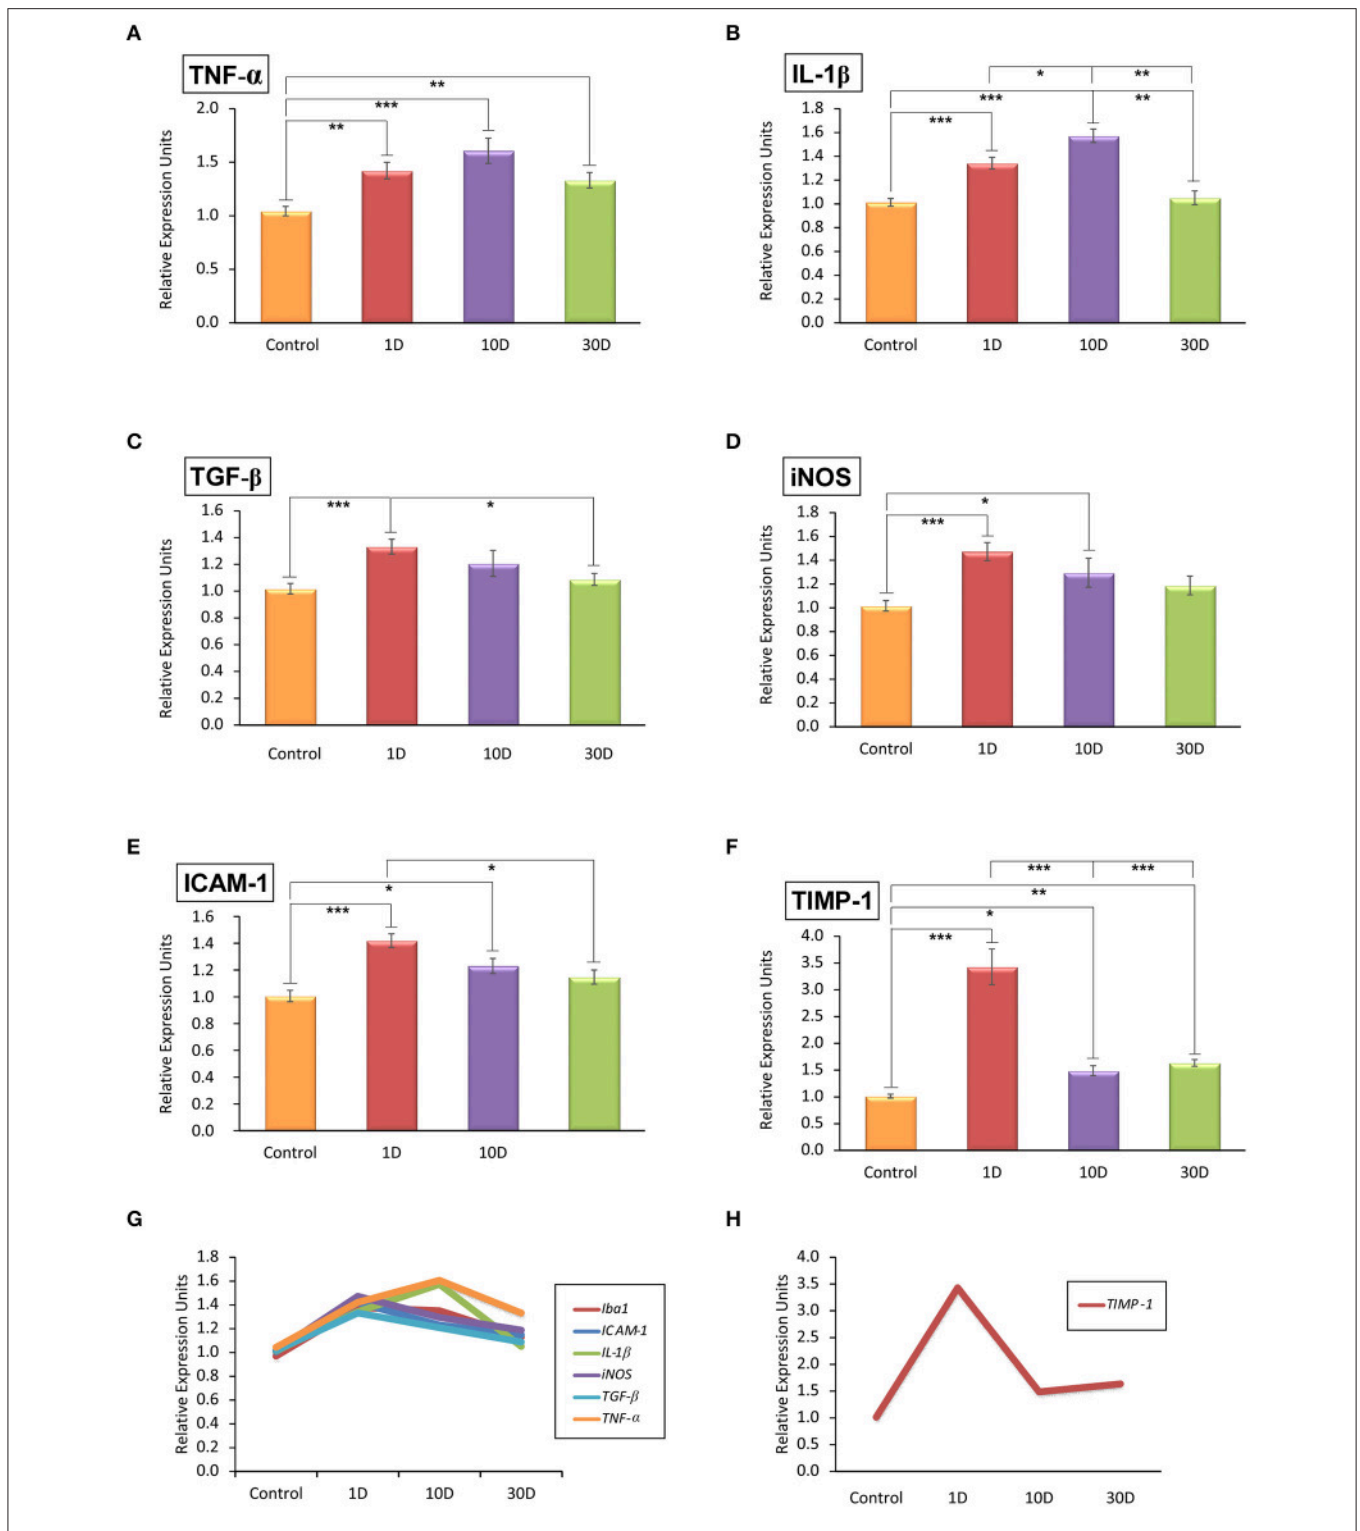 A
TNF-α
**
***
**
Relative Expression Units
2.0
1.5
1.0
0.5
0.0
Control 1D 10D 30D
B
IL-1β
* **
*** **
***
Relative Expression Units
1.8
1.6
1.4
1.2
1.0
0.8
0.6
0.4
0.2
0.0
Control 1D 10D 30D
C
TGF-β
*** *
Relative Expression Units
1.6
1.4
1.2
1.0
0.8
0.6
0.4
0.2
0.0
Control 1D 10D 30D
D
iNOS
*
***
Relative Expression Units
1.8
1.6
1.4
1.2
1.0
0.8
0.6
0.4
0.2
0.0
Control 1D 10D 30D
E
ICAM-1
*
*
***
Relative Expression Units
1.6
1.4
1.2
1.0
0.8
0.6
0.4
0.2
0.0
Control 1D 10D
F
TIMP-1
*** ***
**
*
***
Relative Expression Units
4.0
3.5
3.0
2.5
2.0
1.5
1.0
0.5
0.0
Control 1D 10D 30D
G
Relative Expression Units
1.8
1.6
1.4
1.2
1.0
0.8
0.6
0.4
0.2
0.0
Control 1D 10D 30D
Iba1
ICAM-1
IL-1β
iNOS
TGF-β
TNF-α
H
Relative Expression Units
4.0
3.5
3.0
2.5
2.0
1.5
1.0
0.5
0.0
Control 1D 10D 30D
TIMP-1